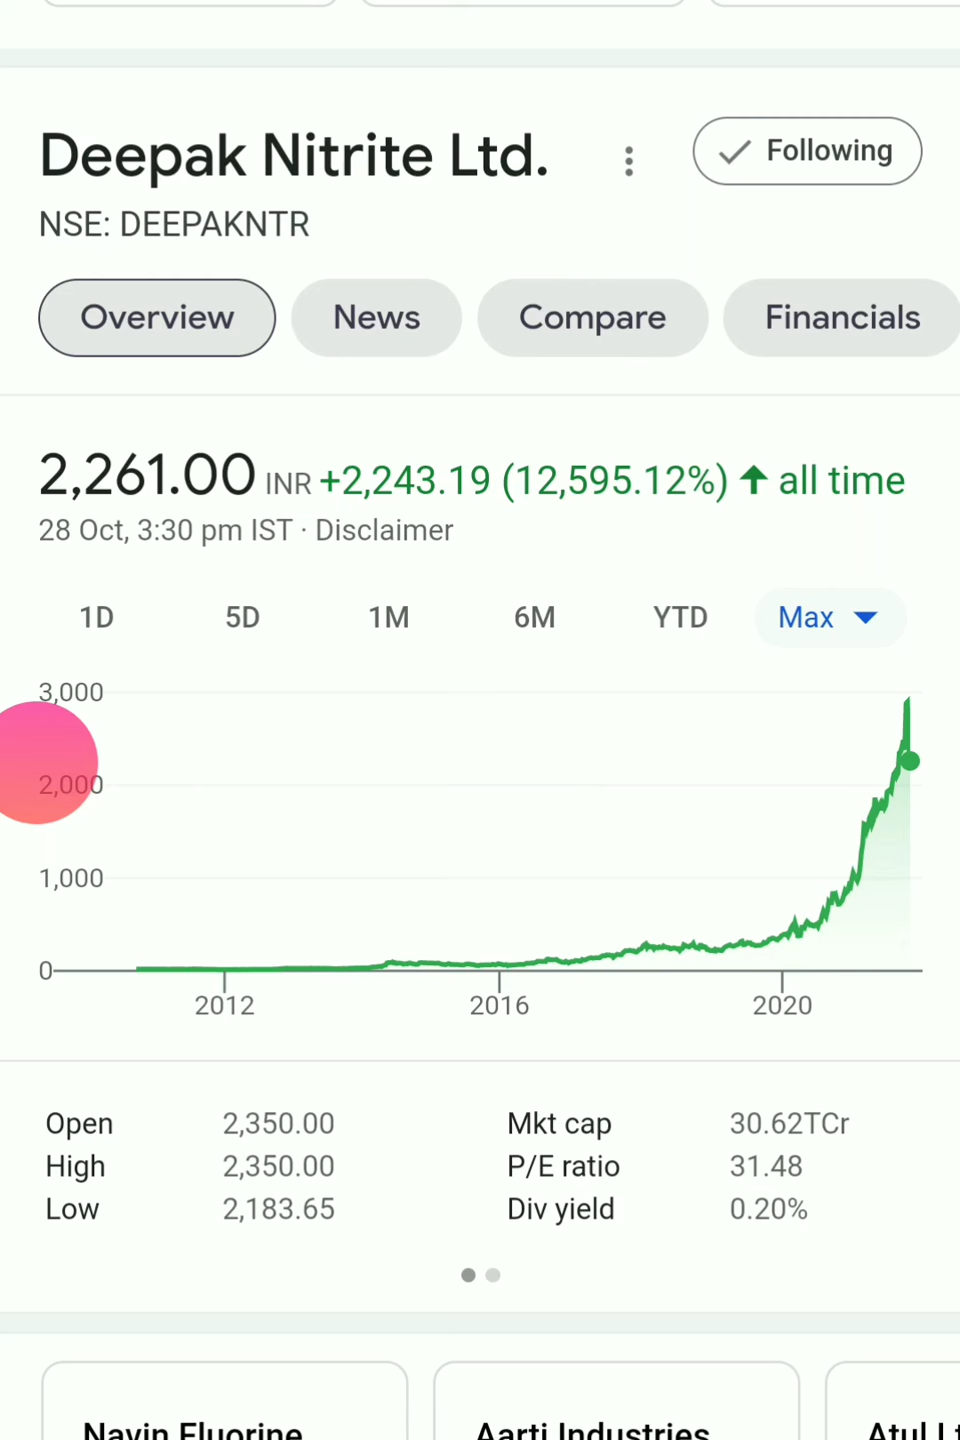 Deepak Nitrite Ltd.
Following
NSE: DEEPAKNTR
Overview News Compare Financials
2,261.00 INR +2,243.19 (12,595.12%) ↑ all time
28 Oct, 3:30 pm IST · Disclaimer
1D 5D 1M 6M YTD Max
3,000
2,000
1,000
0
2012 2016 2020
Open 2,350.00 Mkt cap 30.62TCr
High 2,350.00 P/E ratio 31.48
Low 2,183.65 Div yield 0.20%
Navin Fluorine Aarti Industries Atul